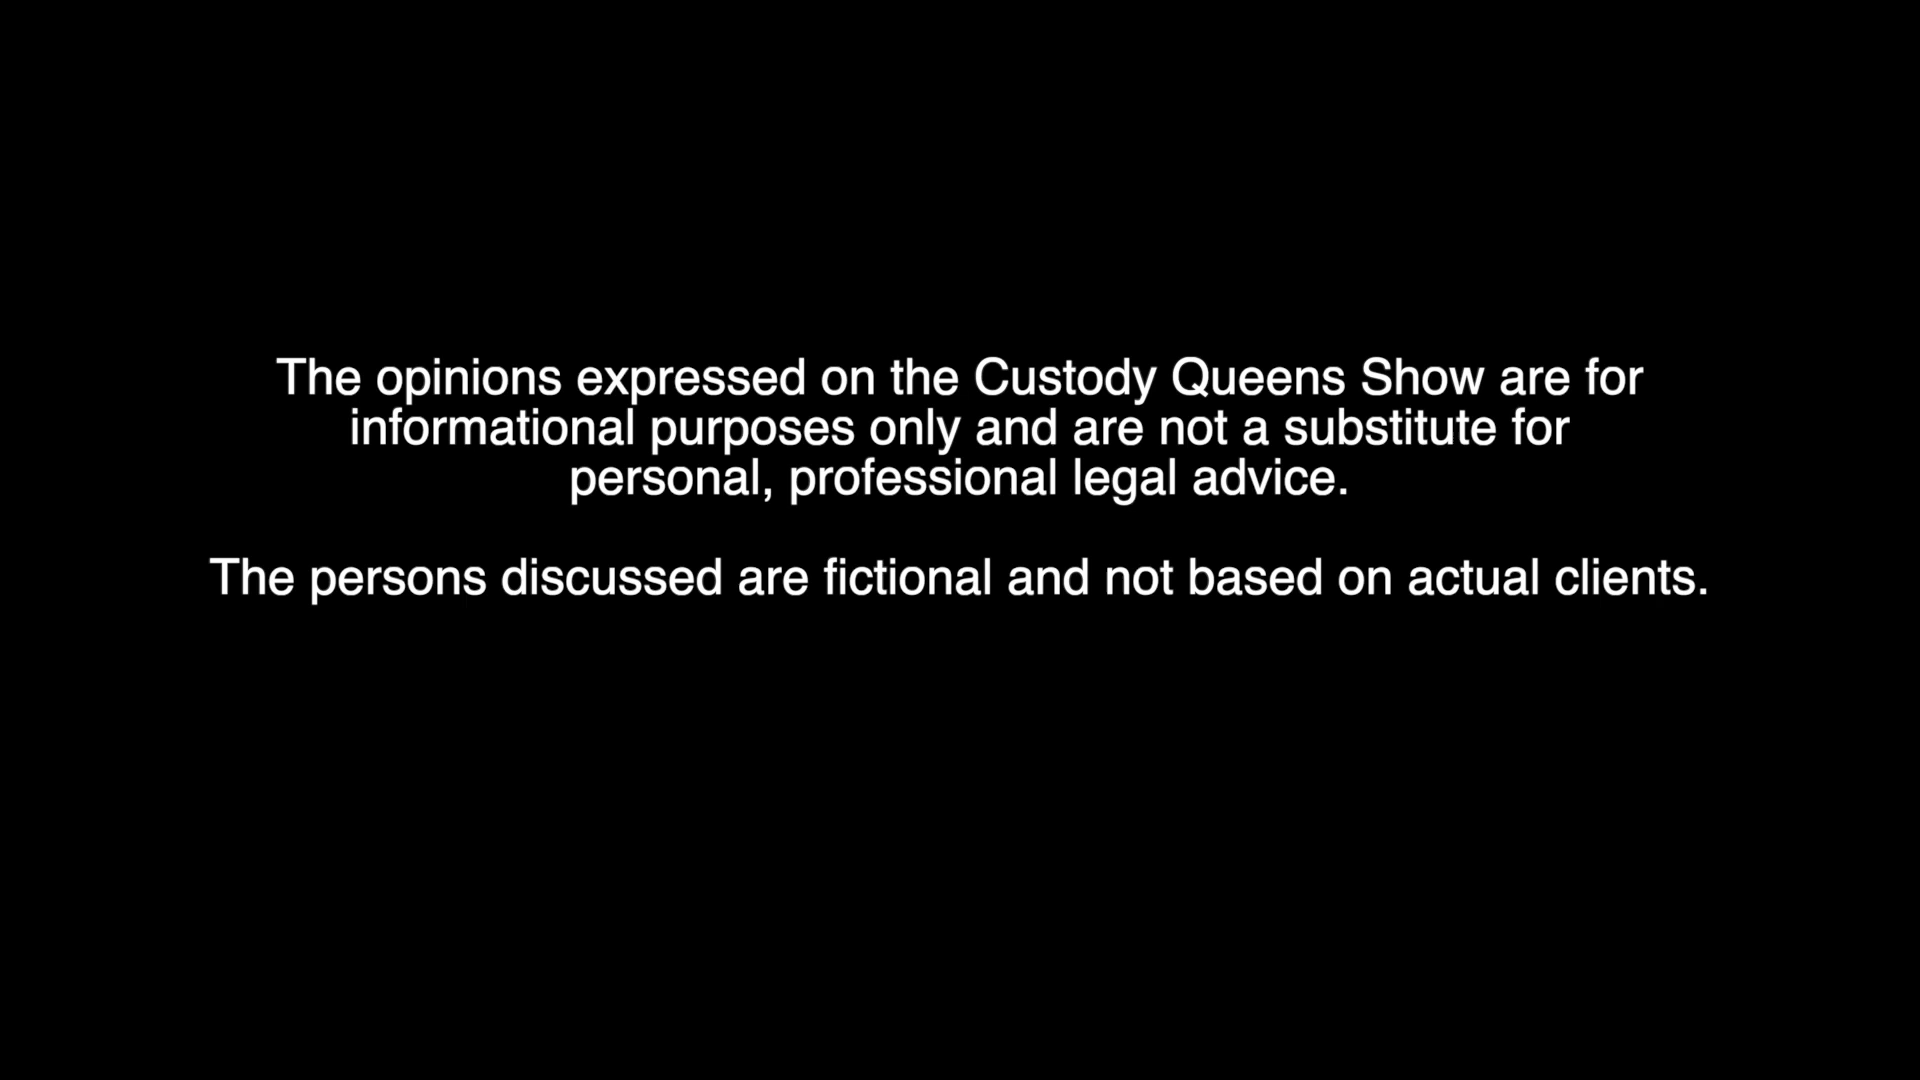 The opinions expressed on the Custody Queens Show are for
informational purposes only and are not a substitute for
personal, professional legal advice.
The persons discussed are fictional and not based on actual clients.